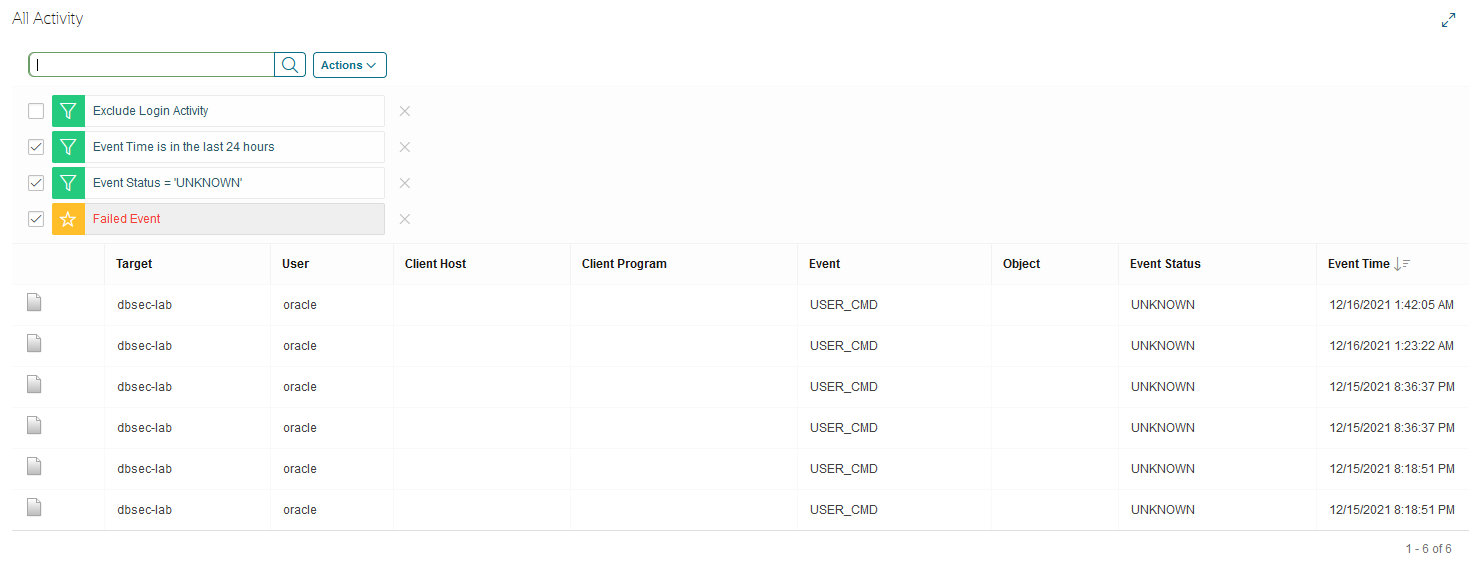 All Activity
Actions
Exclude Login Activity
Event Time is in the last 24 hours
Event Status = 'UNKNOWN'
Failed Event
Target User Client Host Client Program Event Object Event Status Event Time
dbsec-lab oracle USER_CMD UNKNOWN 12/16/2021 1:42:05 AM
dbsec-lab oracle USER_CMD UNKNOWN 12/16/2021 1:23:22 AM
dbsec-lab oracle USER_CMD UNKNOWN 12/15/2021 8:36:37 PM
dbsec-lab oracle USER_CMD UNKNOWN 12/15/2021 8:36:37 PM
dbsec-lab oracle USER_CMD UNKNOWN 12/15/2021 8:18:51 PM
dbsec-lab oracle USER_CMD UNKNOWN 12/15/2021 8:18:51 PM
1 - 6 of 6